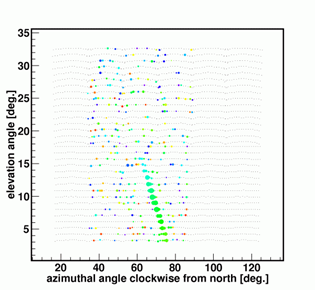 35
30
25
20
15
10
5
elevation angle [deg.]
20 40 60 80 100 120
azimuthal angle clockwise from north [deg.]